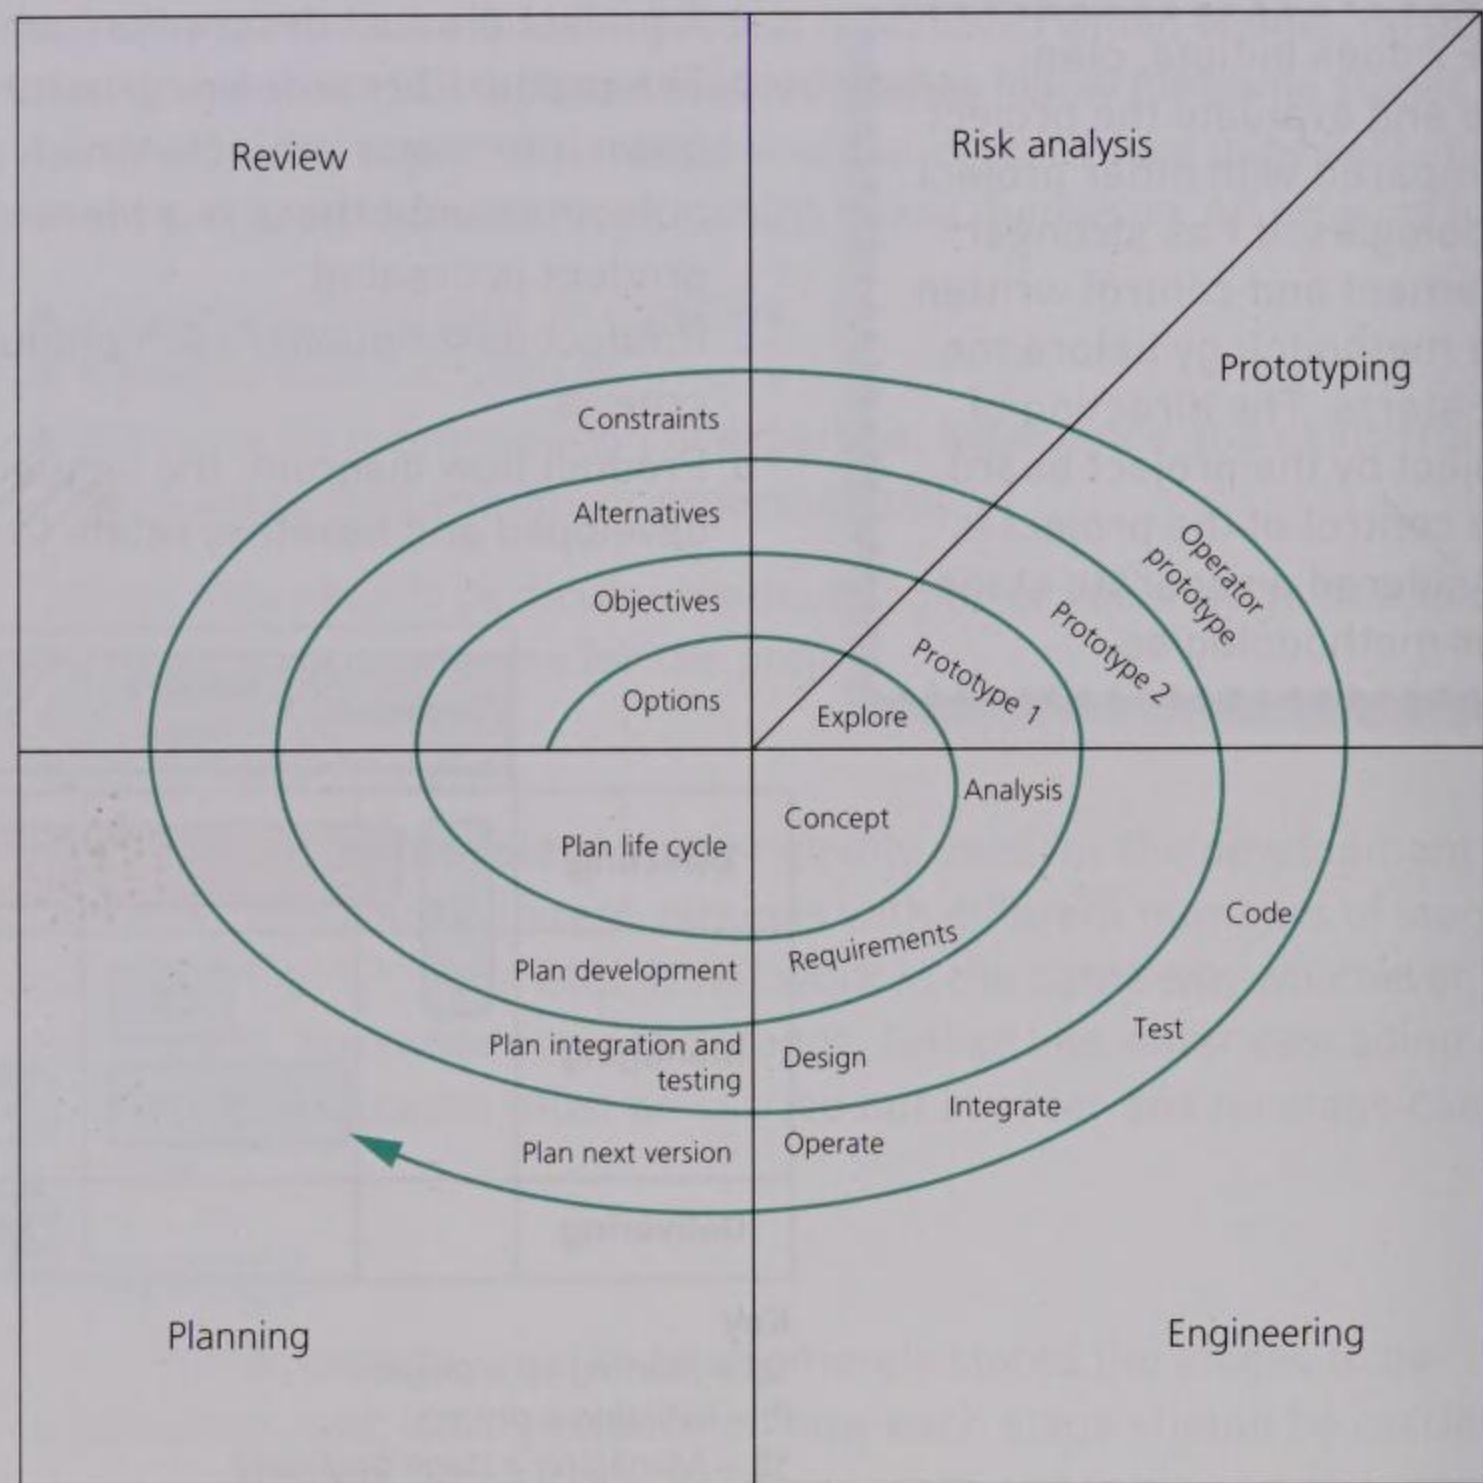 Review
Risk analysis
Prototyping
Constraints
Alternatives
Objectives
Options
Explore
Prototype 1
Prototype 2
Operator
prototype
Analysis
Concept
Plan life cycle
Code
Requirements
Plan development
Test
Plan integration and
testing
Design
Integrate
Operate
Plan next version
Planning
Engineering